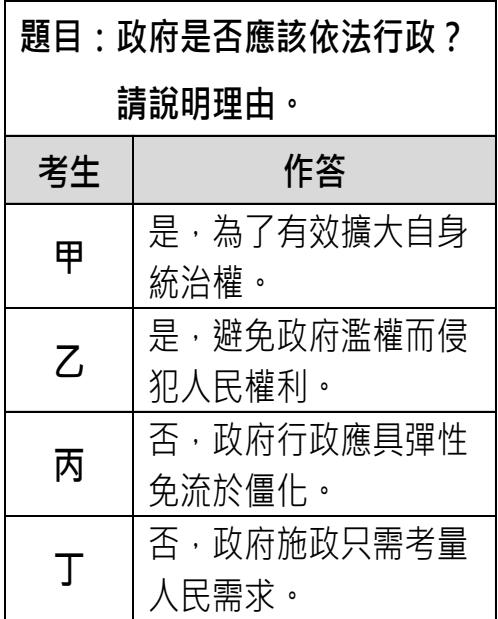 題目：政府是否應該依法行政？
請說明理由。
考生 作答
甲 是，為了有效擴大自身
統治權。
乙 是，避免政府濫權而侵
犯人民權利。
丙 否，政府行政應具彈性
免流於僵化。
丁 否，政府施政只需考量
人民需求。